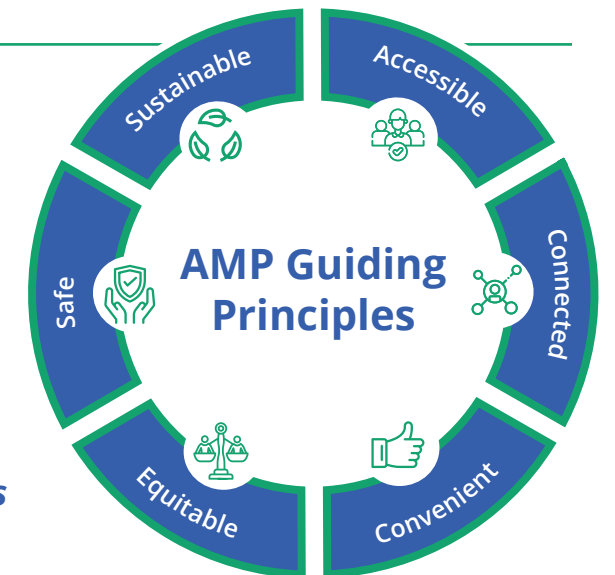 Sustainable
Accessible
Safe
AMP Guiding
Principles
Connected
Equitable
Convenient
s